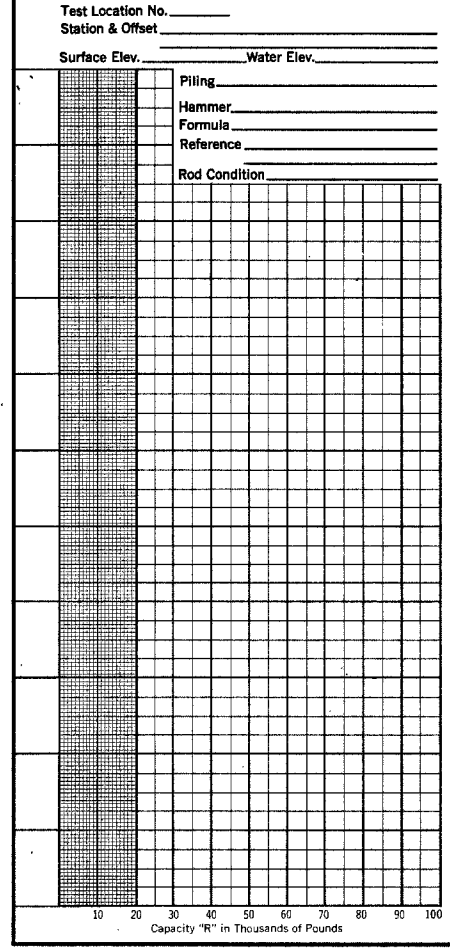 Test Location No.
Station & Offset
Surface Elev. Water Elev.
Piling
Hammer
Formula
Reference
Rod Condition
10 20 30 40 50 60 70 80 90 100
Capacity "R" in Thousands of Pounds